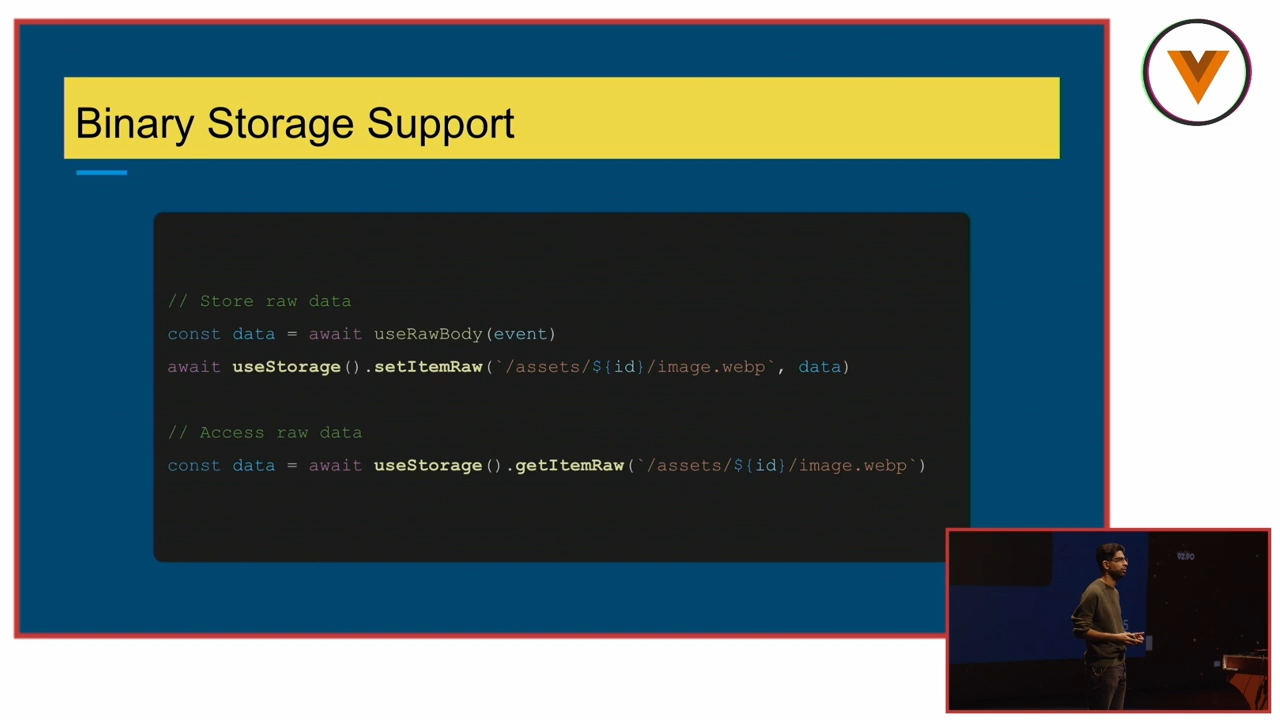 Binary Storage Support
// Store raw data
const data = await useRawBody(event)
await useStorage().setItemRaw(`/assets/${id}/image.webp`, data)
// Access raw data
const data = await useStorage().getItemRaw(`/assets/${id}/image.webp`)